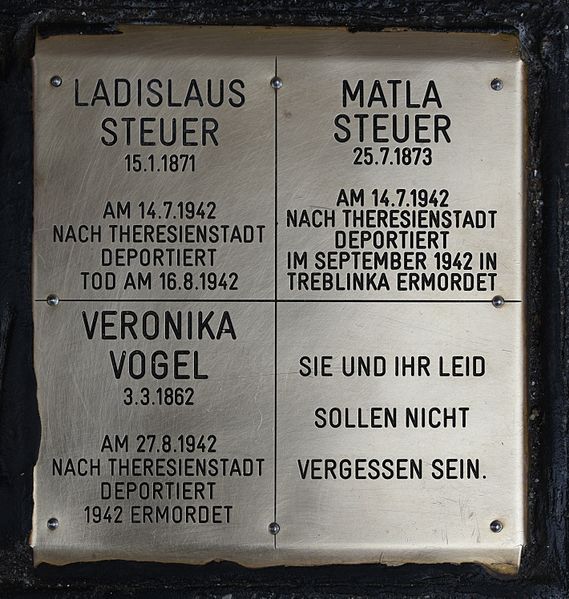 LADISLAUS
STEUER
15.1.1871
AM 14.7.1942
NACH THERESIENSTADT
DEPORTIERT
TOD AM 16.8.1942
MATLA
STEUER
25.7.1873
AM 14.7.1942
NACH THERESIENSTADT
DEPORTIERT
IM SEPTEMBER 1942 IN
TREBLINKA ERMORDET
VERONIKA
VOGEL
3.3.1862
AM 27.8.1942
NACH THERESIENSTADT
DEPORTIERT
1942 ERMORDET
SIE UND IHR LEID
SOLLEN NICHT
VERGESSEN SEIN.